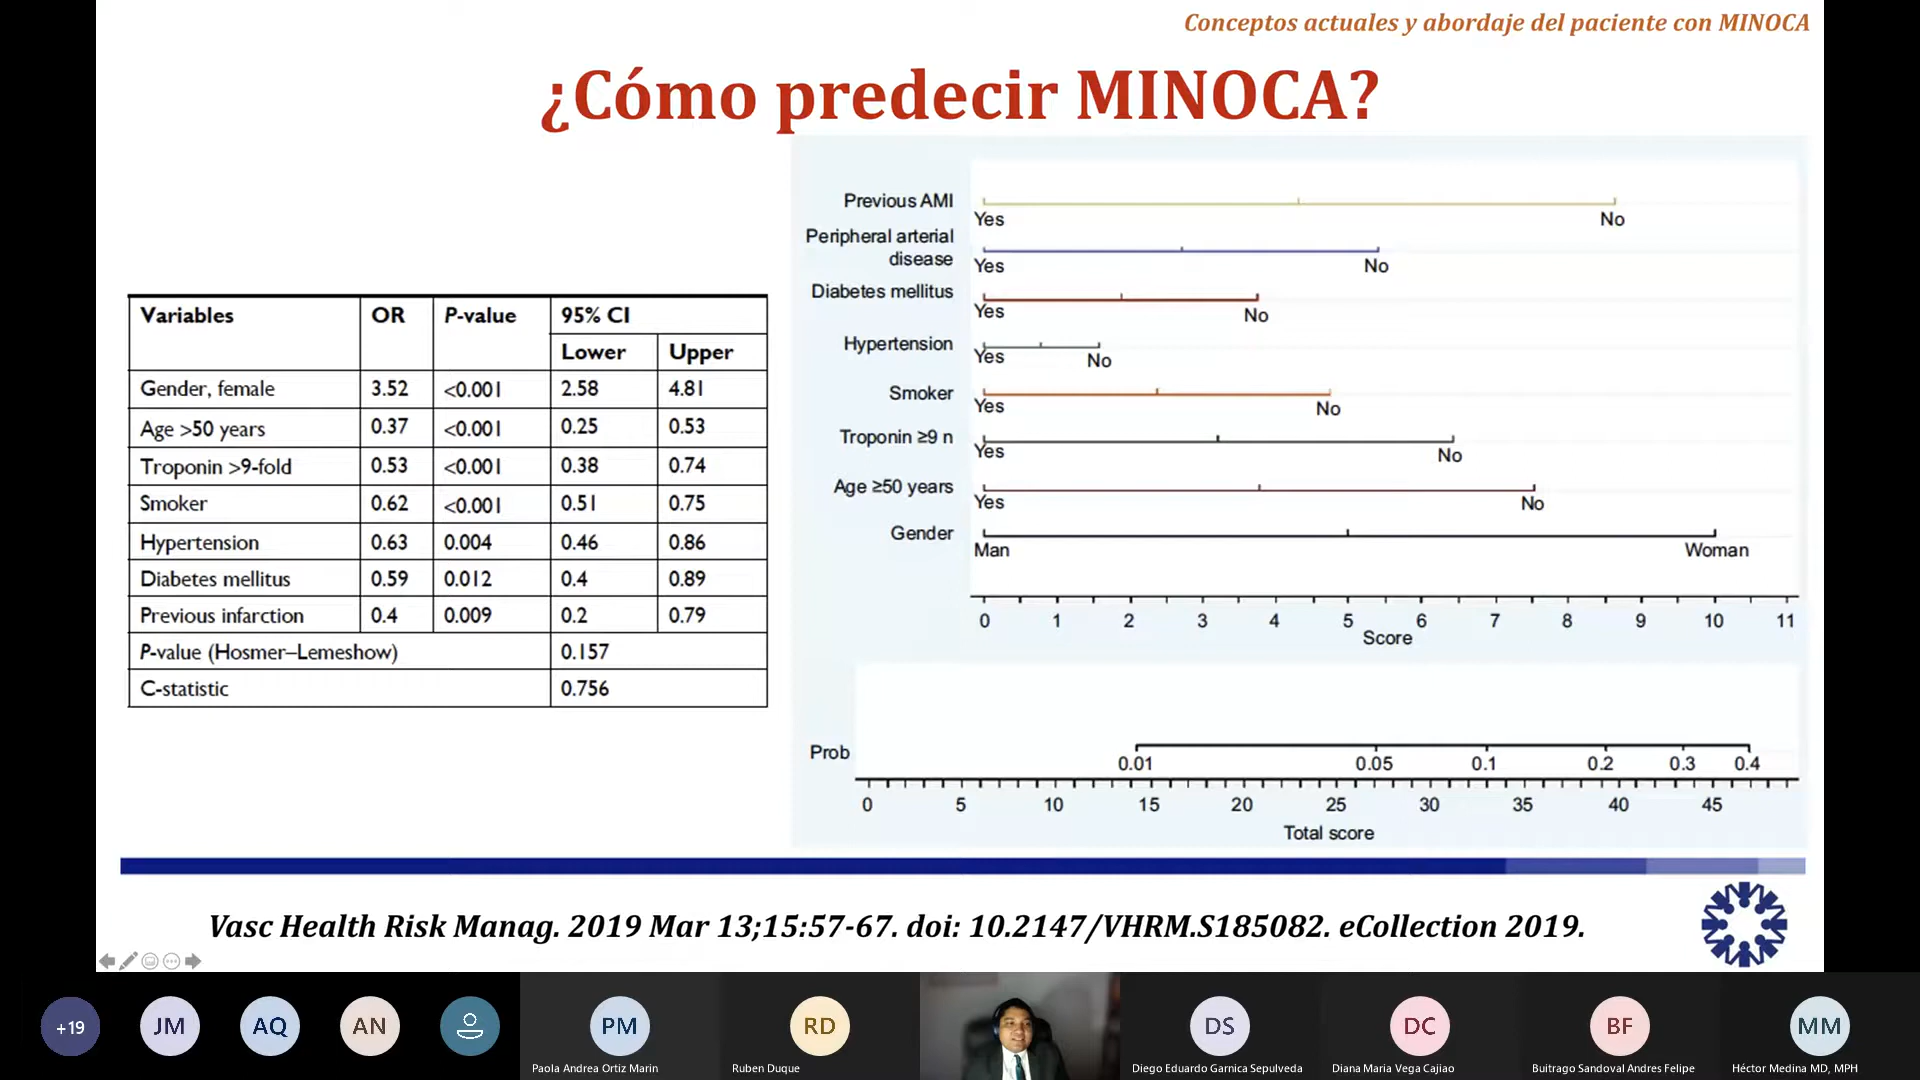 Conceptos actuales y abordaje del paciente con MINOCA
¿Cómo predecir MINOCA?
Variables OR P-value 95% CI
Lower Upper
Gender, female 3.52 <0.001 2.58 4.81
Age >50 years 0.37 <0.001 0.25 0.53
Troponin >9-fold 0.53 <0.001 0.38 0.74
Smoker 0.62 <0.001 0.51 0.75
Hypertension 0.63 0.004 0.46 0.86
Diabetes mellitus 0.59 0.012 0.4 0.89
Previous infarction 0.4 0.009 0.2 0.79
P-value (Hosmer–Lemeshow) 0.157
C-statistic 0.756
Previous AMI
Yes No
Peripheral arterial
disease
Yes No
Diabetes mellitus
Yes No
Hypertension
Yes No
Smoker
Yes No
Troponin ≥9 n
Yes No
Age ≥50 years
Yes No
Gender
Man Woman
0 1 2 3 4 5 6 7 8 9 10 11
Score
Prob
0.01 0.05 0.1 0.2 0.3 0.4
0 5 10 15 20 25 30 35 40 45
Total score
Vasc Health Risk Manag. 2019 Mar 13;15:57-67. doi: 10.2147/VHRM.S185082. eCollection 2019.
+19 JM AQ AN PM RD DS DC BF MM
Paola Andrea Ortiz Marin Ruben Duque Diego Eduardo Garnica Sepulveda Diana Maria Vega Cajiao Buitrago Sandoval Andres Felipe Héctor Medina MD, MPH